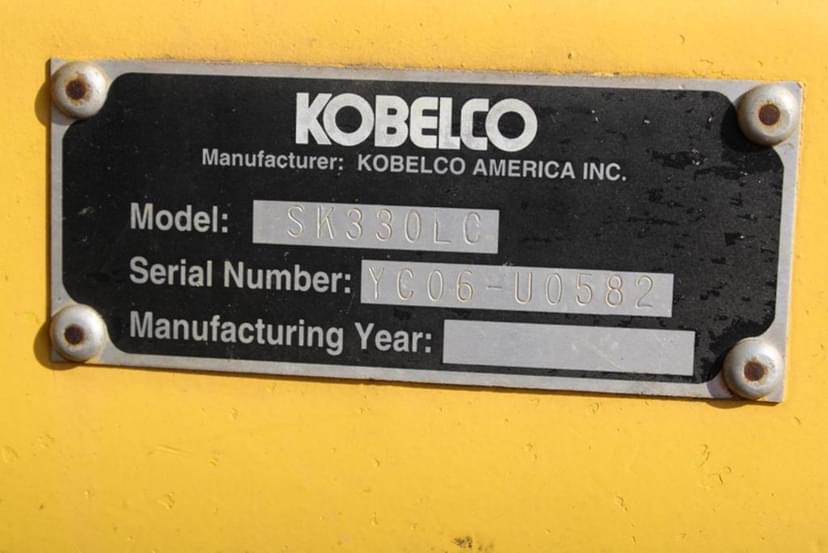 KOBELCO
Manufacturer: KOBELCO AMERICA INC.
Model: SK330LC
Serial Number: YC06-U0582
Manufacturing Year: